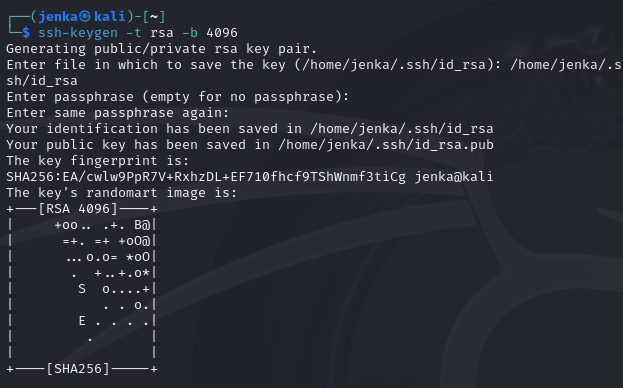 ┌──(jenka㉿kali)-[~]
└─$ ssh-keygen -t rsa -b 4096
Generating public/private rsa key pair.
Enter file in which to save the key (/home/jenka/.ssh/id_rsa): /home/jenka/.s
sh/id_rsa
Enter passphrase (empty for no passphrase):
Enter same passphrase again:
Your identification has been saved in /home/jenka/.ssh/id_rsa
Your public key has been saved in /home/jenka/.ssh/id_rsa.pub
The key fingerprint is:
SHA256:EA/cwlw9PpR7V+RxhzDL+EF710fhcf9TShWnmf3tiCg jenka@kali
The key's randomart image is:
+---[RSA 4096]----+
|     +oo.. .+. B@|
|      =+. =+ +oO@|
|      ...o.o= *oO|
|       .  +..+.o*|
|        S  o....+|
|           . . o.|
|        E . . . .|
|         .       |
|                 |
+----[SHA256]-----+